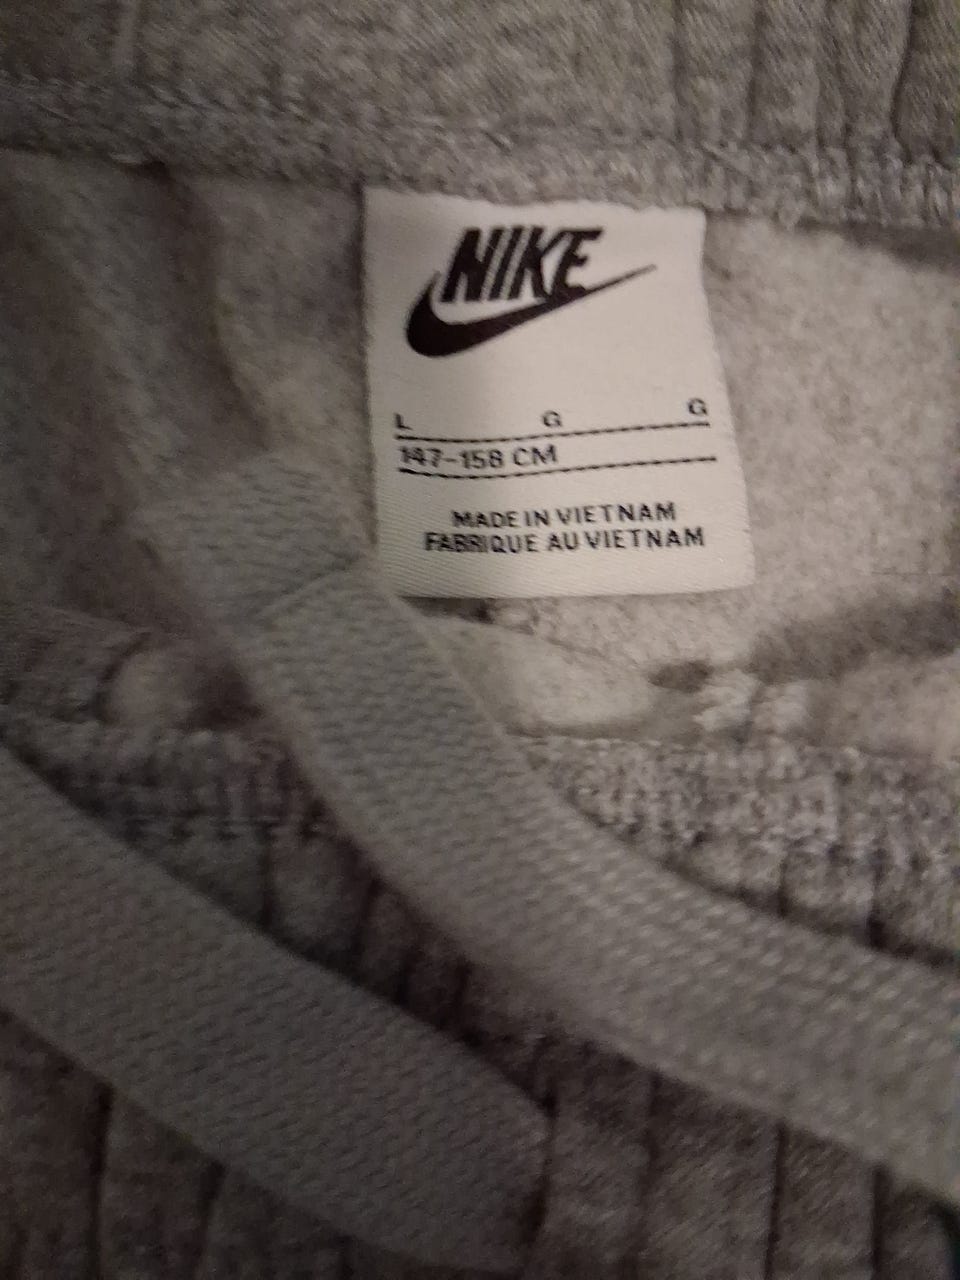 NIKE
L G G
147-158 CM
MADE IN VIETNAM
FABRIQUE AU VIETNAM